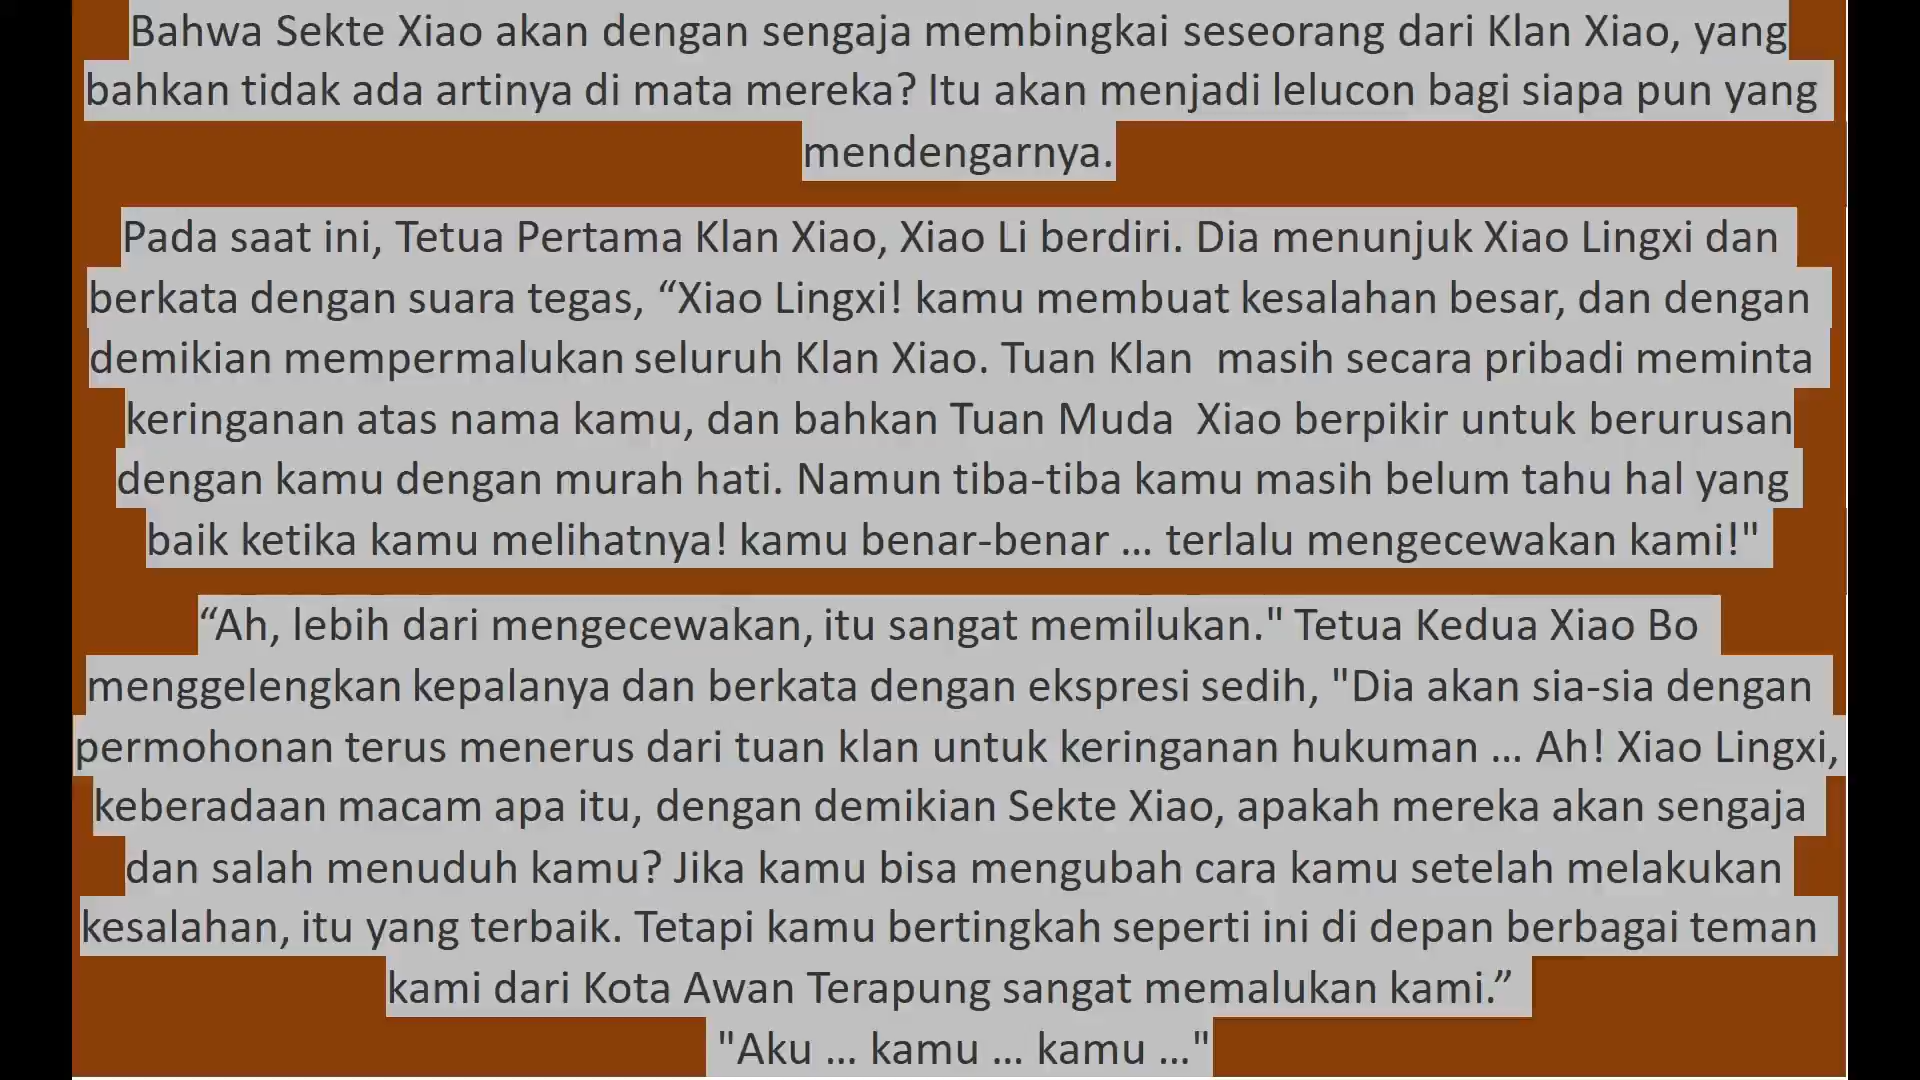 Bahwa Sekte Xiao akan dengan sengaja membingkai seseorang dari Klan Xiao, yang
bahkan tidak ada artinya di mata mereka? Itu akan menjadi lelucon bagi siapa pun yang
mendengarnya.
Pada saat ini, Tetua Pertama Klan Xiao, Xiao Li berdiri. Dia menunjuk Xiao Lingxi dan
berkata dengan suara tegas, “Xiao Lingxi! kamu membuat kesalahan besar, dan dengan
demikian mempermalukan seluruh Klan Xiao. Tuan Klan  masih secara pribadi meminta
keringanan atas nama kamu, dan bahkan Tuan Muda  Xiao berpikir untuk berurusan
dengan kamu dengan murah hati. Namun tiba-tiba kamu masih belum tahu hal yang
baik ketika kamu melihatnya! kamu benar-benar ... terlalu mengecewakan kami!"
“Ah, lebih dari mengecewakan, itu sangat memilukan." Tetua Kedua Xiao Bo
menggelengkan kepalanya dan berkata dengan ekspresi sedih, "Dia akan sia-sia dengan
permohonan terus menerus dari tuan klan untuk keringanan hukuman ... Ah! Xiao Lingxi,
keberadaan macam apa itu, dengan demikian Sekte Xiao, apakah mereka akan sengaja
dan salah menuduh kamu? Jika kamu bisa mengubah cara kamu setelah melakukan
kesalahan, itu yang terbaik. Tetapi kamu bertingkah seperti ini di depan berbagai teman
kami dari Kota Awan Terapung sangat memalukan kami.”
"Aku ... kamu ... kamu ..."